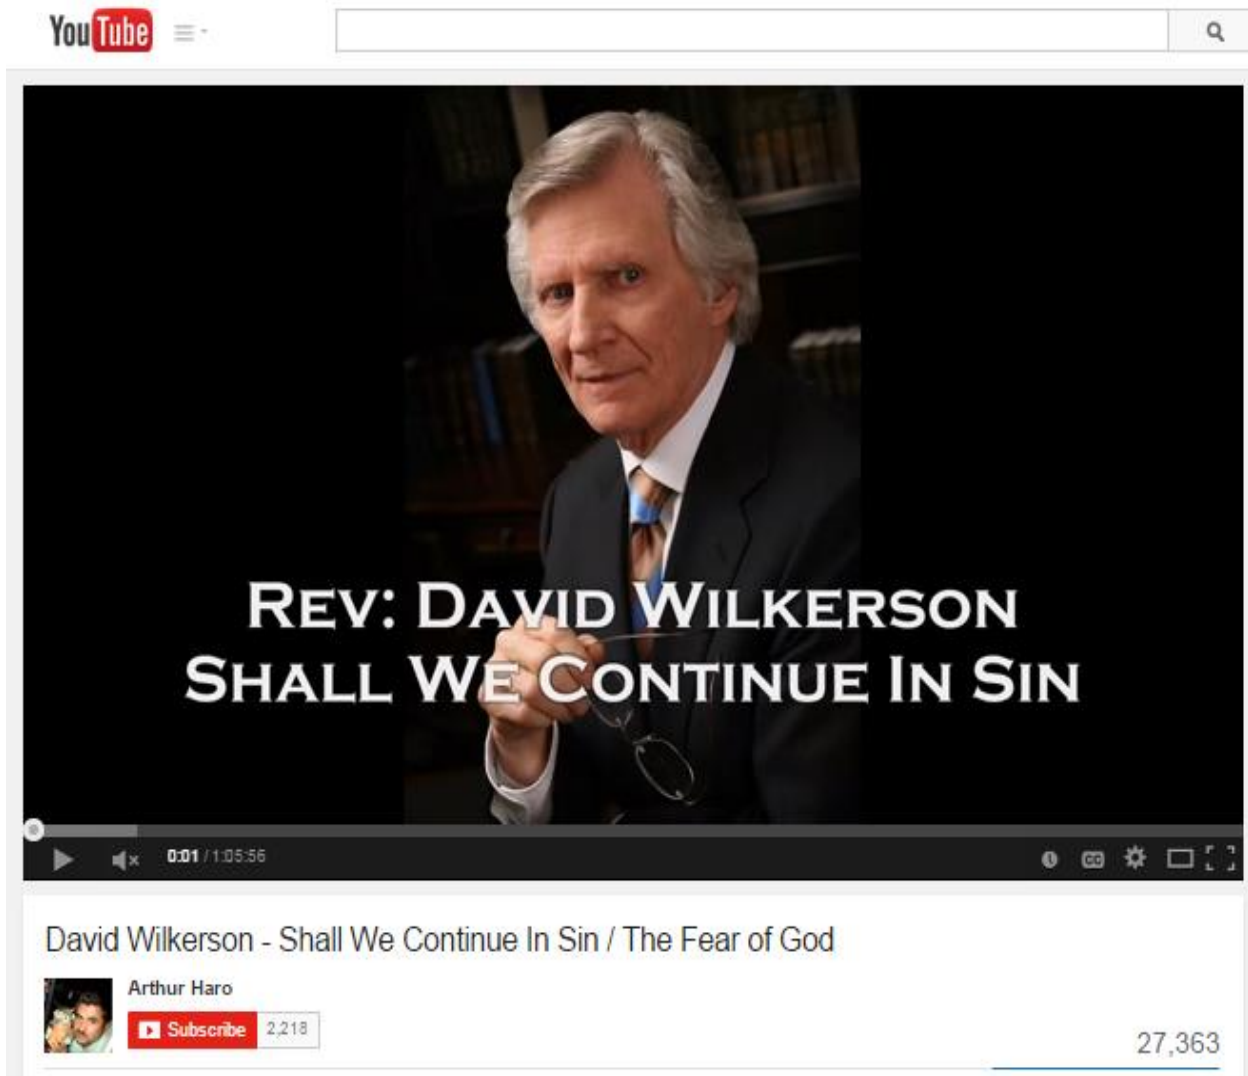 YouTube
REV: DAVID WILKERSON
SHALL WE CONTINUE IN SIN
0:01 / 1:05:56
CC
David Wilkerson - Shall We Continue In Sin / The Fear of God
Arthur Haro
Subscribe 2,218
27,363